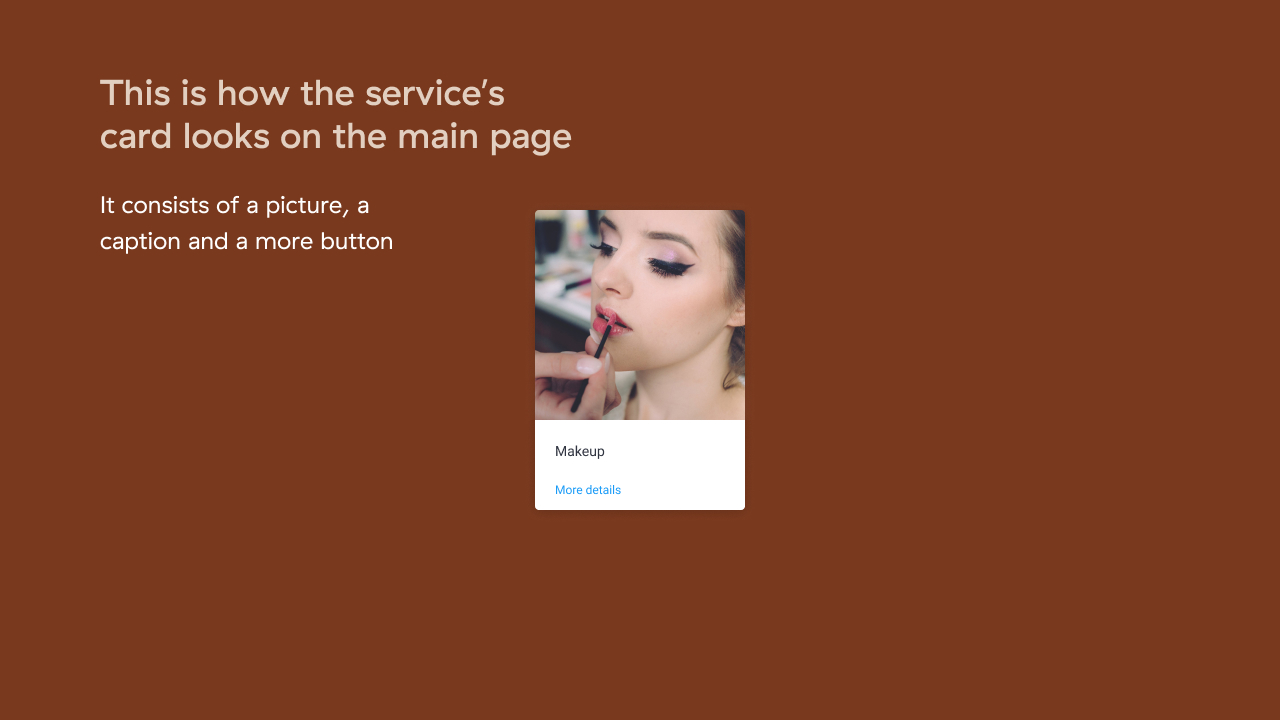 This is how the service's
card looks on the main page
It consists of a picture, a
caption and a more button
Makeup
More details